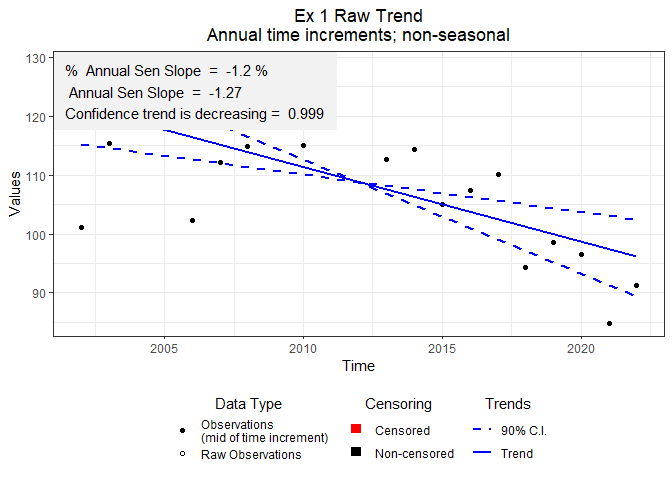 Ex 1 Raw Trend
Annual time increments; non-seasonal
% Annual Sen Slope = -1.2 %
Annual Sen Slope = -1.27
Confidence trend is decreasing = 0.999
130
120
110
100
90
Values
2005 2010 2015 2020
Time
Data Type Censoring Trends
Observations
(mid of time increment) Censored 90% C.I.
Raw Observations Non-censored Trend